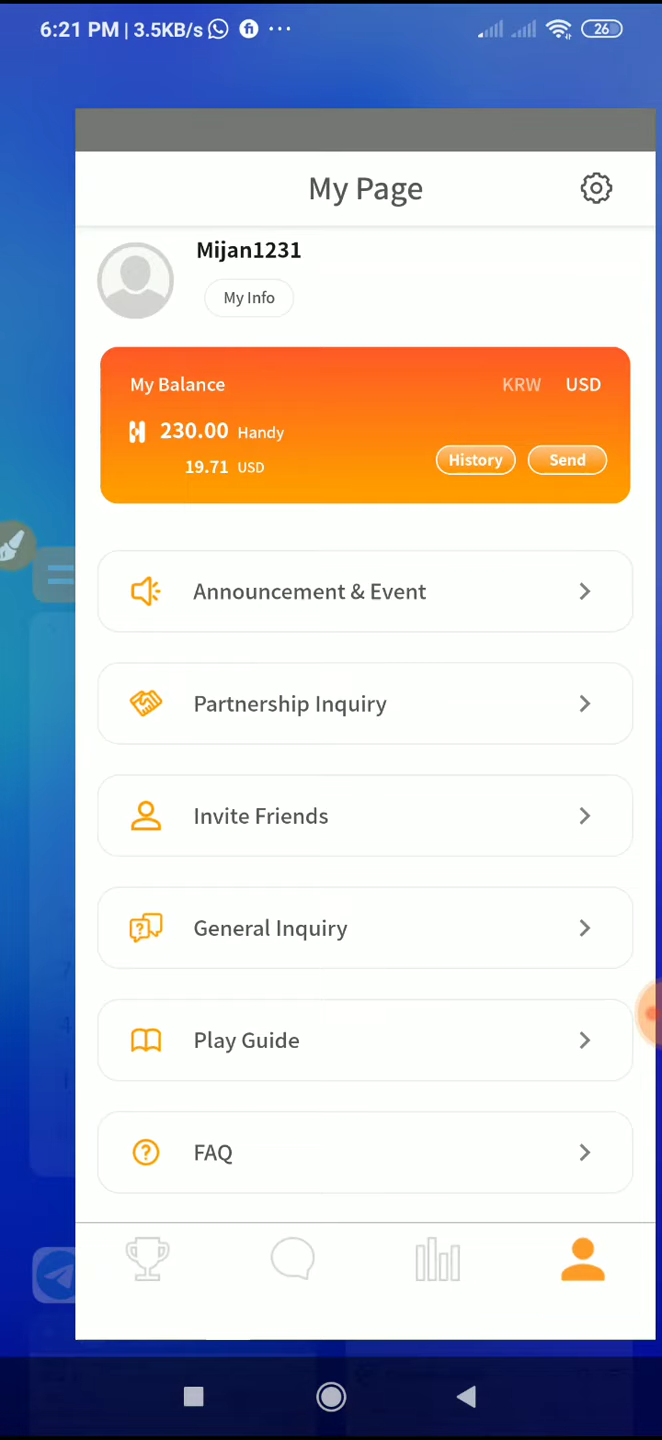 6:21 PM | 3.5KB/s
26
My Page
Mijan1231
My Info
My Balance
KRW USD
230.00 Handy
19.71 USD
History Send
Announcement & Event
Partnership Inquiry
Invite Friends
General Inquiry
Play Guide
FAQ